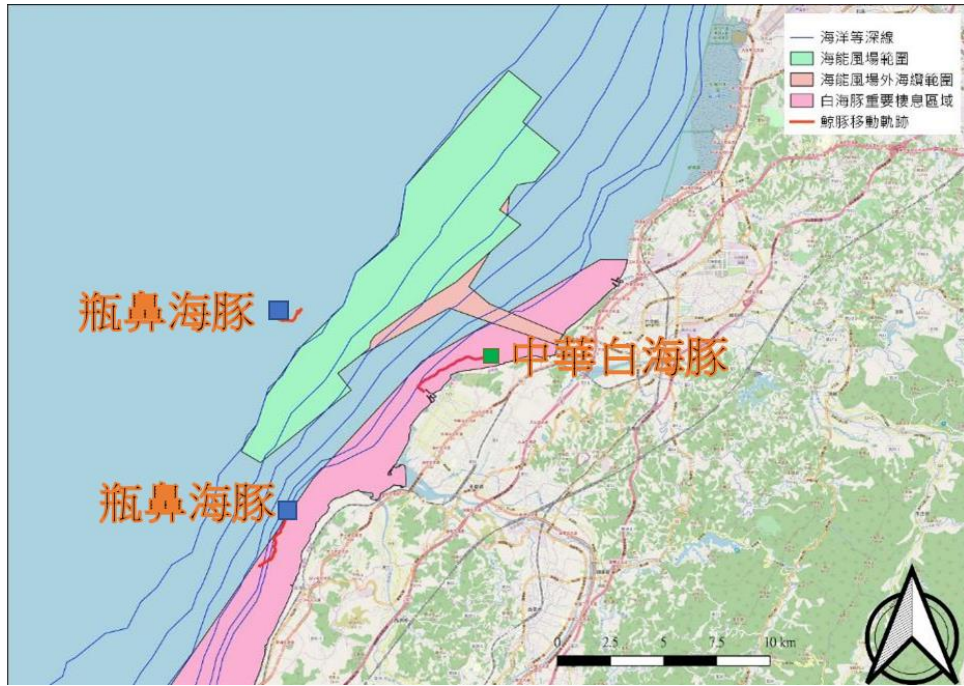 海洋等深線
海能風場範圍
海能風場外海纜範圍
白海豚重要棲息區域
鯨豚移動軌跡
瓶鼻海豚
中華白海豚
瓶鼻海豚
0 2.5 5 7.5 10 km